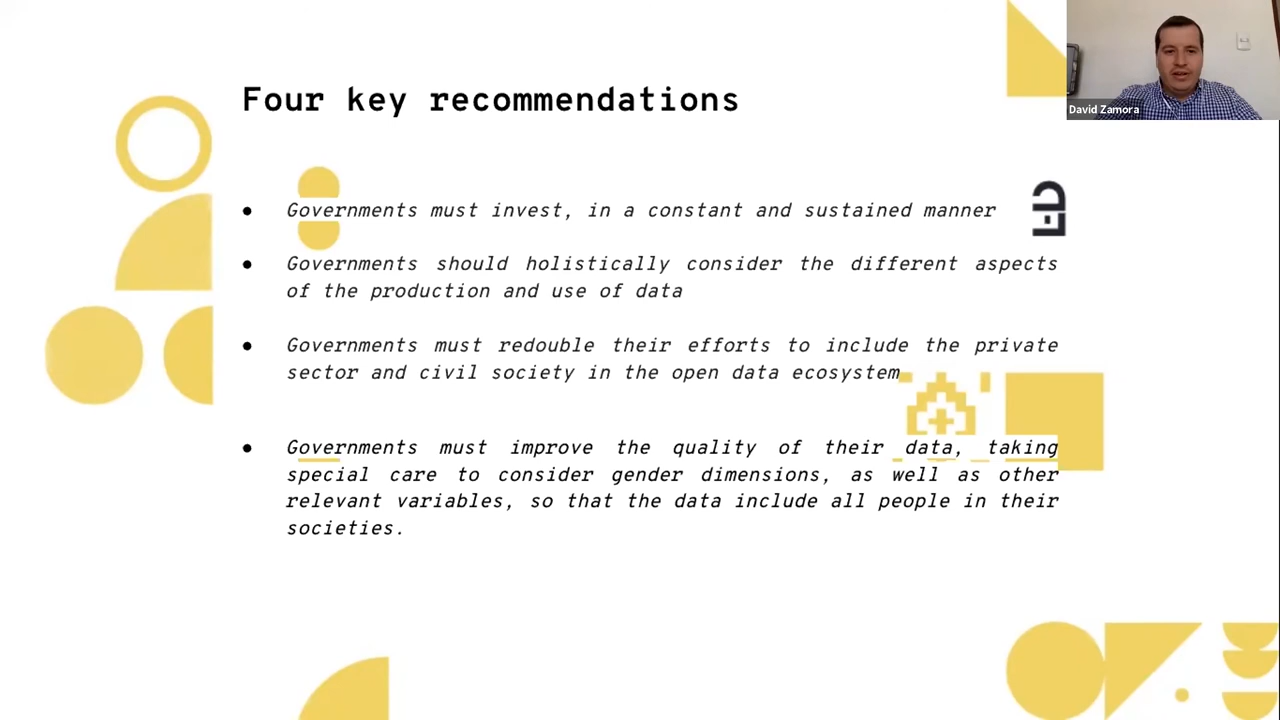 David Zamora
Four key recommendations
● Governments must invest, in a constant and sustained manner
● Governments should holistically consider the different aspects
of the production and use of data
● Governments must redouble their efforts to include the private
sector and civil society in the open data ecosystem
● Governments must improve the quality of their data, taking
special care to consider gender dimensions, as well as other
relevant variables, so that the data include all people in their
societies.